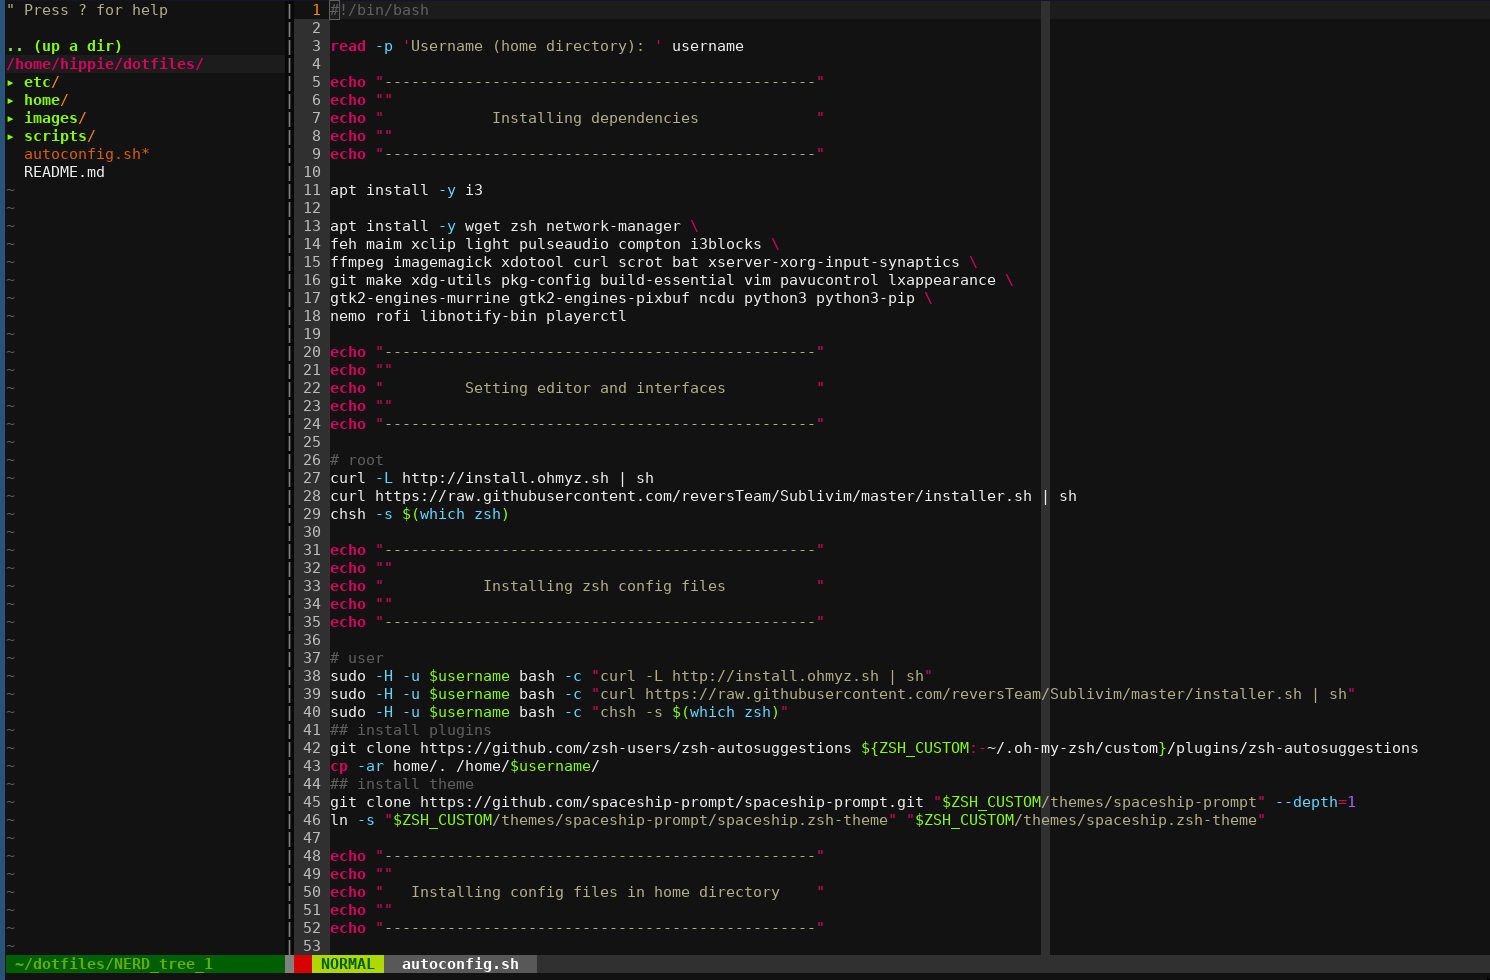 " Press ? for help
.. (up a dir)
/home/hippie/dotfiles/
▸ etc/
▸ home/
▸ images/
▸ scripts/
autoconfig.sh*
README.md
~/dotfiles/NERD_tree_1
1 #!/bin/bash
2
3 read -p 'Username (home directory): ' username
4
5 echo "------------------------------------------------"
6 echo ""
7 echo "            Installing dependencies             "
8 echo ""
9 echo "------------------------------------------------"
10
11 apt install -y i3
12
13 apt install -y wget zsh network-manager \
14 feh maim xclip light pulseaudio compton i3blocks \
15 ffmpeg imagemagick xdotool curl scrot bat xserver-xorg-input-synaptics \
16 git make xdg-utils pkg-config build-essential vim pavucontrol lxappearance \
17 gtk2-engines-murrine gtk2-engines-pixbuf ncdu python3 python3-pip \
18 nemo rofi libnotify-bin playerctl
19
20 echo "------------------------------------------------"
21 echo ""
22 echo "         Setting editor and interfaces          "
23 echo ""
24 echo "------------------------------------------------"
25
26 # root
27 curl -L http://install.ohmyz.sh | sh
28 curl https://raw.githubusercontent.com/reversTeam/Sublivim/master/installer.sh | sh
29 chsh -s $(which zsh)
30
31 echo "------------------------------------------------"
32 echo ""
33 echo "           Installing zsh config files          "
34 echo ""
35 echo "------------------------------------------------"
36
37 # user
38 sudo -H -u $username bash -c "curl -L http://install.ohmyz.sh | sh"
39 sudo -H -u $username bash -c "curl https://raw.githubusercontent.com/reversTeam/Sublivim/master/installer.sh | sh"
40 sudo -H -u $username bash -c "chsh -s $(which zsh)"
41 ## install plugins
42 git clone https://github.com/zsh-users/zsh-autosuggestions ${ZSH_CUSTOM:-~/.oh-my-zsh/custom}/plugins/zsh-autosuggestions
43 cp -ar home/. /home/$username/
44 ## install theme
45 git clone https://github.com/spaceship-prompt/spaceship-prompt.git "$ZSH_CUSTOM/themes/spaceship-prompt" --depth=1
46 ln -s "$ZSH_CUSTOM/themes/spaceship-prompt/spaceship.zsh-theme" "$ZSH_CUSTOM/themes/spaceship.zsh-theme"
47
48 echo "------------------------------------------------"
49 echo ""
50 echo "   Installing config files in home directory    "
51 echo ""
52 echo "------------------------------------------------"
53
NORMAL autoconfig.sh